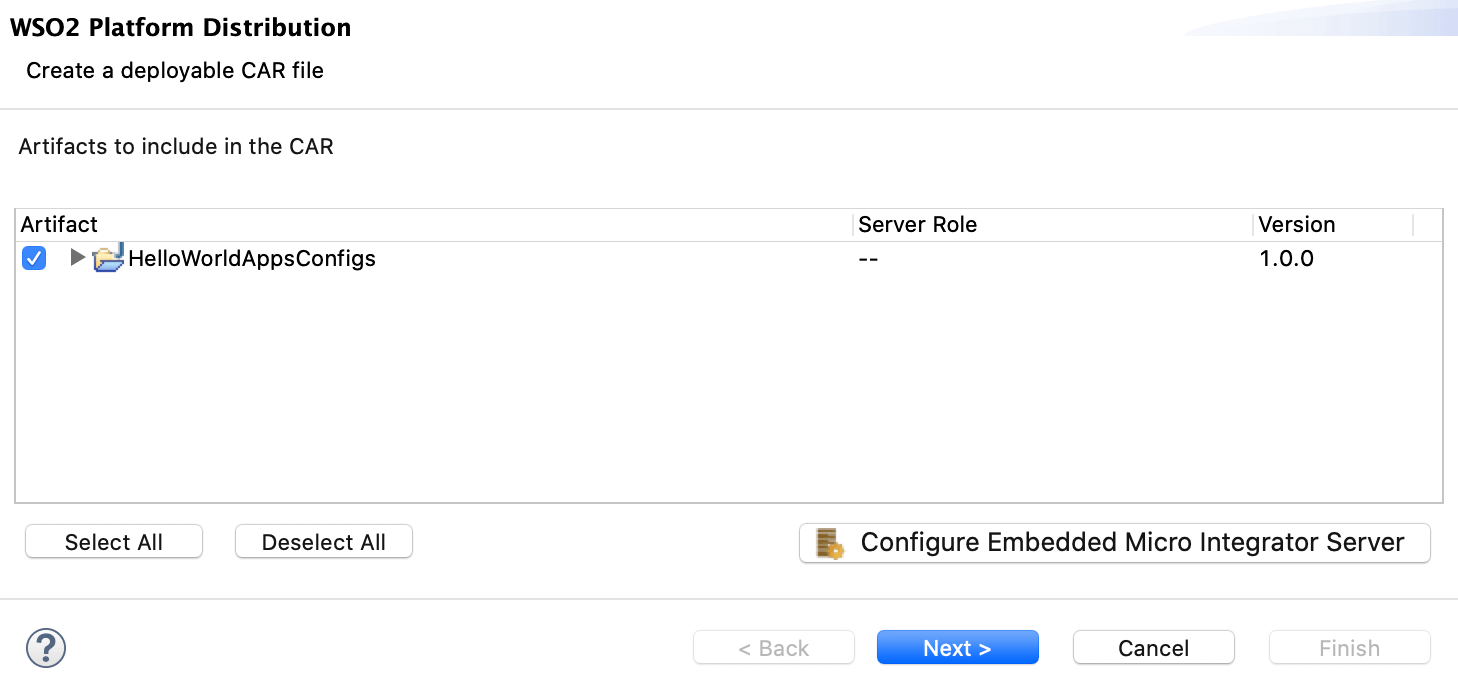 WSO2 Platform Distribution
Create a deployable CAR file
Artifacts to include in the CAR
Artifact Server Role Version
HelloWorldAppsConfigs -- 1.0.0
Select All Deselect All Configure Embedded Micro Integrator Server
? < Back Next > Cancel Finish